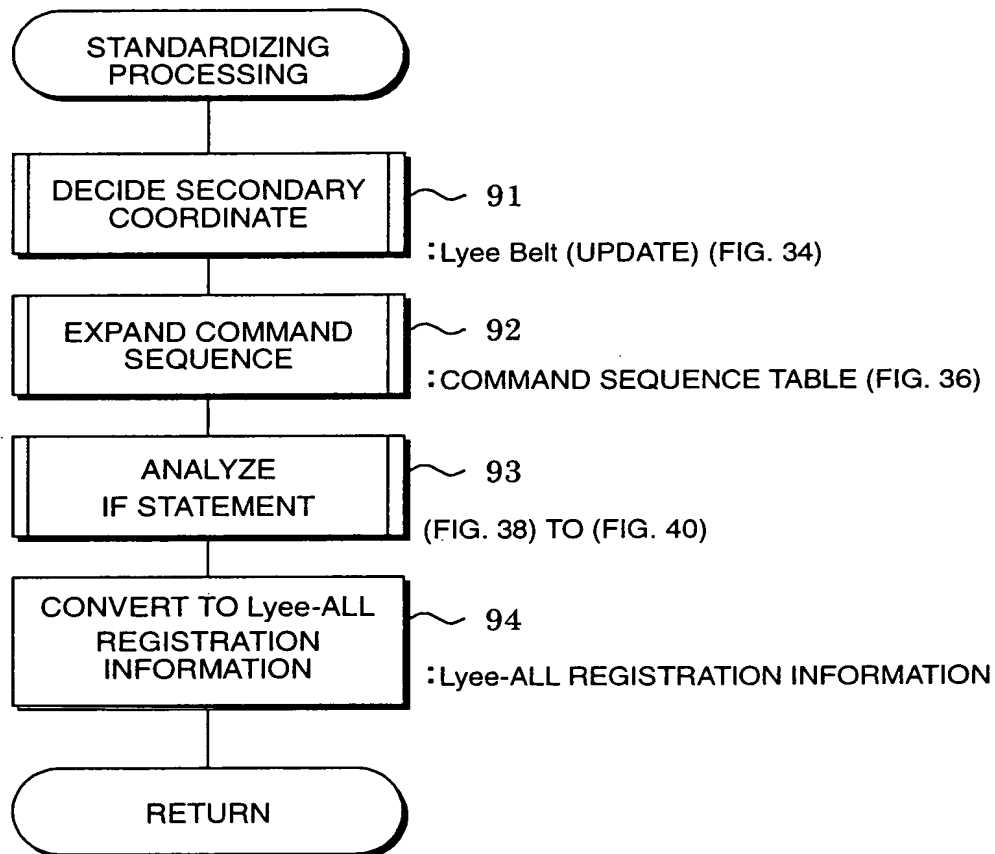 STANDARDIZING
PROCESSING
DECIDE SECONDARY
COORDINATE
91
:Lyee Belt (UPDATE) (FIG. 34)
EXPAND COMMAND
SEQUENCE
92
:COMMAND SEQUENCE TABLE (FIG. 36)
ANALYZE
IF STATEMENT
93
(FIG. 38) TO (FIG. 40)
CONVERT TO Lyee-ALL
REGISTRATION
INFORMATION
94
:Lyee-ALL REGISTRATION INFORMATION
RETURN